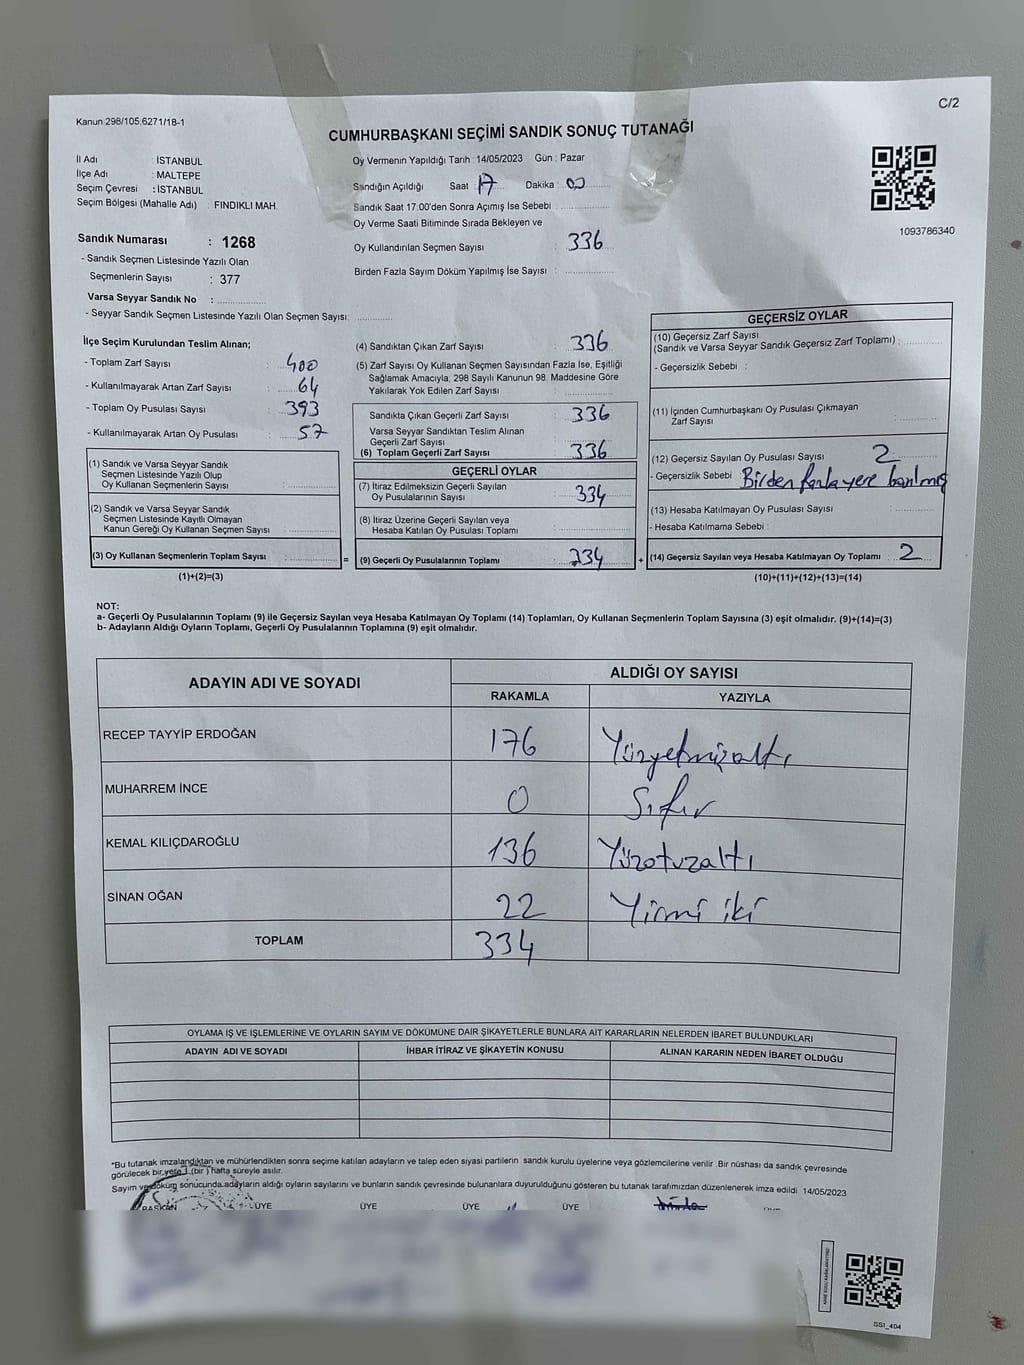 C/2
Kanun 298/105,6271/18-1
CUMHURBAŞKANI SEÇİMİ SANDIK SONUÇ TUTANAĞI
İl Adı : İSTANBUL
İlçe Adı : MALTEPE
Seçim Çevresi : İSTANBUL
Seçim Bölgesi (Mahalle Adı) : FINDIKLI MAH.
Sandık Numarası : 1268
- Sandık Seçmen Listesinde Yazılı Olan
Seçmenlerin Sayısı : 377
Varsa Seyyar Sandık No :
- Seyyar Sandık Seçmen Listesinde Yazılı Olan Seçmen Sayısı:
Oy Vermenin Yapıldığı Tarih : 14/05/2023 Gün : Pazar
Sandığın Açıldığı Saat : 17 Dakika : 00
Sandık Saat 17:00'den Sonra Açımış İse Sebebi :
Oy Verme Saati Bitiminde Sırada Bekleyen ve
Oy Kullandırılan Seçmen Sayısı : 336
Birden Fazla Sayım Döküm Yapılmış İse Sayısı :
1093786340
İlçe Seçim Kurulundan Teslim Alınan;
- Toplam Zarf Sayısı : 400
- Kullanılmayarak Artan Zarf Sayısı : 64
- Toplam Oy Pusulası Sayısı : 393
- Kullanılmayarak Artan Oy Pusulası : 57
(1) Sandık ve Varsa Seyyar Sandık
Seçmen Listesinde Yazılı Olup
Oy Kullanan Seçmenlerin Sayısı :
(2) Sandık ve Varsa Seyyar Sandık
Seçmen Listesinde Kayıtlı Olmayan
Kanun Gereği Oy Kullanan Seçmen Sayısı :
(3) Oy Kullanan Seçmenlerin Toplam Sayısı :
=
(1)+(2)=(3)
(4) Sandıktan Çıkan Zarf Sayısı : 336
(5) Zarf Sayısı Oy Kullanan Seçmen Sayısından Fazla İse, Eşitliği
Sağlamak Amacıyla, 298 Sayılı Kanunun 98. Maddesine Göre
Yakılarak Yok Edilen Zarf Sayısı :
Sandıkta Çıkan Geçerli Zarf Sayısı : 336
Varsa Seyyar Sandıktan Teslim Alınan
Geçerli Zarf Sayısı :
(6) Toplam Geçerli Zarf Sayısı : 336
GEÇERLİ OYLAR
(7) İtiraz Edilmeksizin Geçerli Sayılan
Oy Pusulalarının Sayısı : 334
(8) İtiraz Üzerine Geçerli Sayılan veya
Hesaba Katılan Oy Pusulası Toplamı :
(9) Geçerli Oy Pusulalarının Toplamı : 334
+
GEÇERSİZ OYLAR
(10) Geçersiz Zarf Sayısı
(Sandık ve Varsa Seyyar Sandık Geçersiz Zarf Toplamı) :
- Geçersizlik Sebebi :
(11) İçinden Cumhurbaşkanı Oy Pusulası Çıkmayan
Zarf Sayısı :
(12) Geçersiz Sayılan Oy Pusulası Sayısı : 2
- Geçersizlik Sebebi : Birden fazla yere basılmış
(13) Hesaba Katılmayan Oy Pusulası Sayısı :
- Hesaba Katılmama Sebebi :
(14) Geçersiz Sayılan veya Hesaba Katılmayan Oy Toplamı : 2
(10)+(11)+(12)+(13)=(14)
NOT:
a- Geçerli Oy Pusulalarının Toplamı (9) ile Geçersiz Sayılan veya Hesaba Katılmayan Oy Toplamı (14) Toplamları, Oy Kullanan Seçmenlerin Toplam Sayısına (3) eşit olmalıdır. (9)+(14)=(3)
b- Adayların Aldığı Oyların Toplamı, Geçerli Oy Pusulalarının Toplamına (9) eşit olmalıdır.
ADAYIN ADI VE SOYADI
ALDIĞI OY SAYISI
RAKAMLA YAZIYLA
RECEP TAYYİP ERDOĞAN 176 Yüzyetmişaltı
MUHARREM İNCE 0 Sıfır
KEMAL KILIÇDAROĞLU 136 Yüzotuzaltı
SİNAN OĞAN 22 Yirmi iki
TOPLAM 334
OYLAMA İŞ VE İŞLEMLERİNE VE OYLARIN SAYIM VE DÖKÜMÜNE DAİR ŞİKAYETLERLE BUNLARA AİT KARARLARIN NELERDEN İBARET BULUNDUKLARI
ADAYIN ADI VE SOYADI İHBAR İTİRAZ VE ŞİKAYETİN KONUSU ALINAN KARARIN NEDEN İBARET OLDUĞU
*Bu tutanak imzalandıktan ve mühürlendikten sonra seçime katılan adayların ve talep eden siyasi partilerin sandık kurulu üyelerine veya gözlemcilerine verilir .Bir nüshası da sandık çevresinde
görülecek bir yere 1 (bir ) hafta süreyle asılır.
Sayım ve döküm sonucunda adayların aldığı oyların sayılarını ve bunların sandık çevresinde bulunanlara duyurulduğunu gösteren bu tutanak tarafımızdan düzenlenerek imza edildi 14/05/2023
BAŞKAN ÜYE ÜYE ÜYE ÜYE
SS1_404